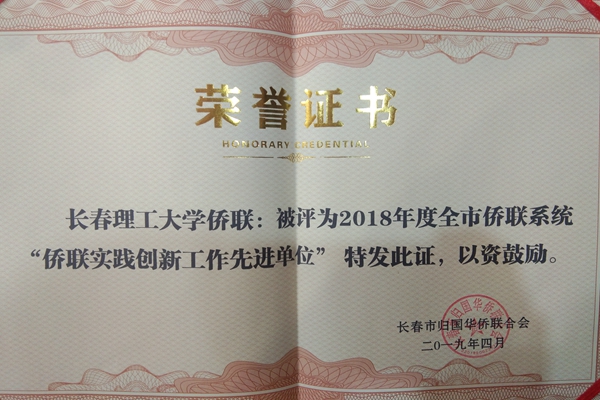 荣誉证书
HONORARY CREDENTIAL
长春理工大学侨联：被评为2018年度全市侨联系统
“侨联实践创新工作先进单位”特发此证，以资鼓励。
长春市归国华侨联合会
二〇一九年四月